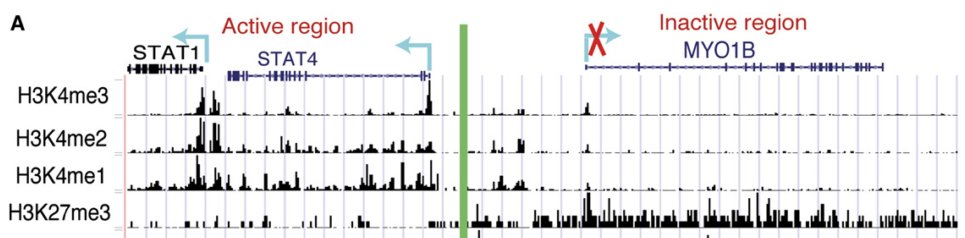 A
Active region
Inactive region
STAT1
STAT4
MYO1B
H3K4me3
H3K4me2
H3K4me1
H3K27me3